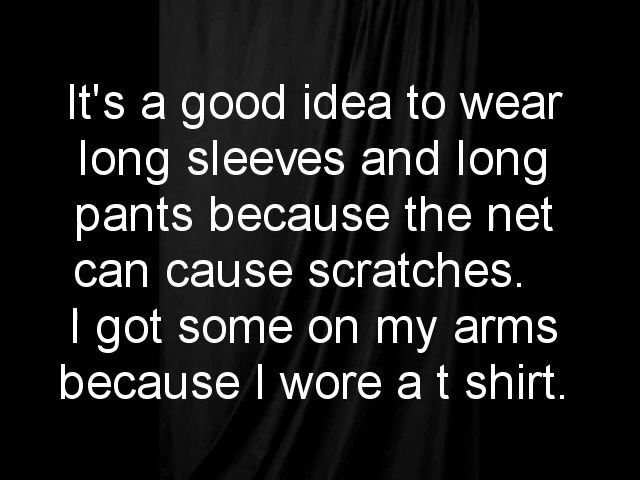 It's a good idea to wear
long sleeves and long
pants because the net
can cause scratches.
I got some on my arms
because I wore a t shirt.